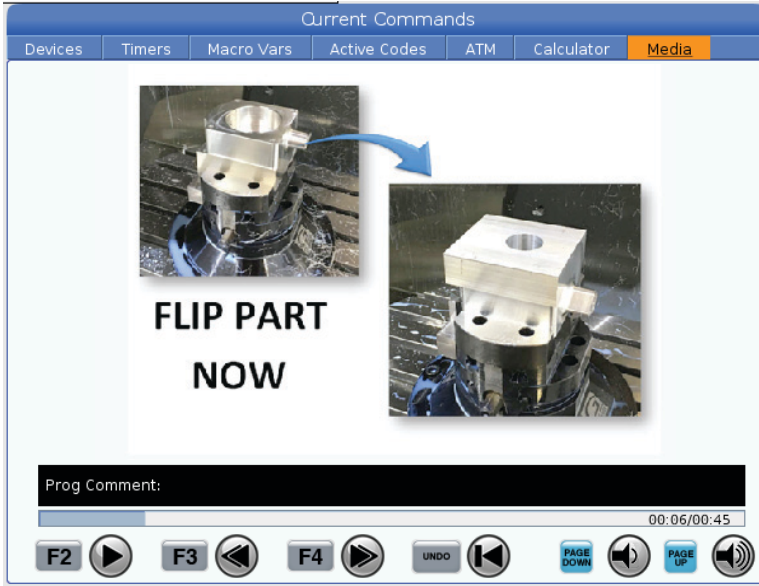 Current Commands
Devices Timers Macro Vars Active Codes ATM Calculator Media
FLIP PART
NOW
Prog Comment:
00:06/00:45
F2 F3 F4 UNDO PAGE DOWN PAGE UP